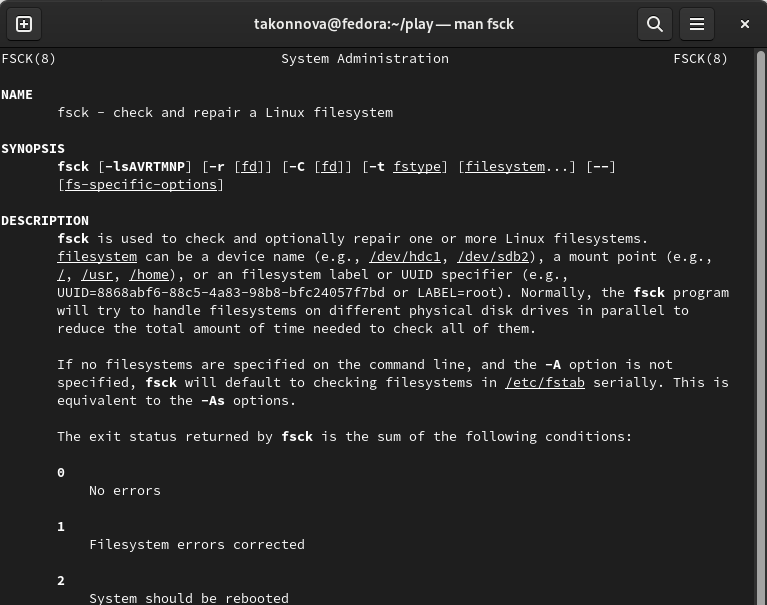 takonnova@fedora:~/play — man fsck
FSCK(8) System Administration FSCK(8)
NAME
fsck - check and repair a Linux filesystem
SYNOPSIS
fsck [-lsAVRTMNP] [-r [fd]] [-C [fd]] [-t fstype] [filesystem...] [--]
[fs-specific-options]
DESCRIPTION
fsck is used to check and optionally repair one or more Linux filesystems.
filesystem can be a device name (e.g., /dev/hdc1, /dev/sdb2), a mount point (e.g.,
/, /usr, /home), or an filesystem label or UUID specifier (e.g.,
UUID=8868abf6-88c5-4a83-98b8-bfc24057f7bd or LABEL=root). Normally, the fsck program
will try to handle filesystems on different physical disk drives in parallel to
reduce the total amount of time needed to check all of them.
If no filesystems are specified on the command line, and the -A option is not
specified, fsck will default to checking filesystems in /etc/fstab serially. This is
equivalent to the -As options.
The exit status returned by fsck is the sum of the following conditions:
0
No errors
1
Filesystem errors corrected
2
System should be rebooted